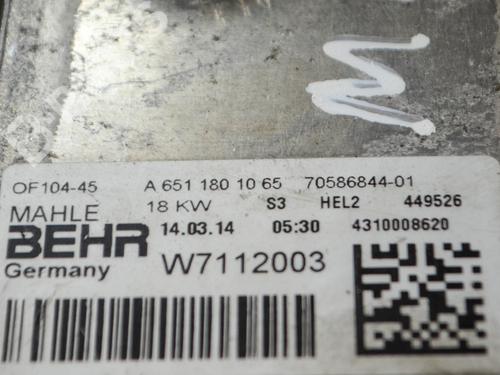 OF104-45 A 651 180 10 65 70586844-01
MAHLE 18 KW S3 HEL2 449526
BEHR 14.03.14 05:30 4310008620
Germany W7112003
M